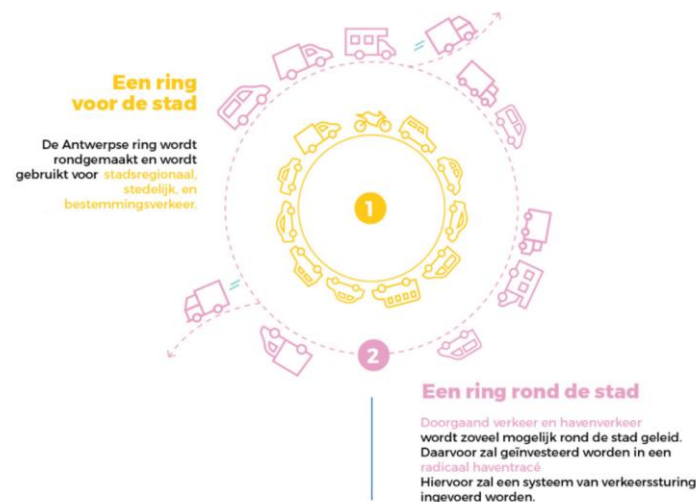 Een ring
voor de stad
De Antwerpse ring wordt
rondgemaakt en wordt
gebruikt voor stadsregionaal,
stedelijk, en
bestemmingsverkeer.
1
2
Een ring rond de stad
Doorgaand verkeer en havenverkeer
wordt zoveel mogelijk rond de stad geleid.
Daarvoor zal geïnvesteerd worden in een
radicaal haventracé
Hiervoor zal een systeem van verkeerssturing
ingevoerd worden.